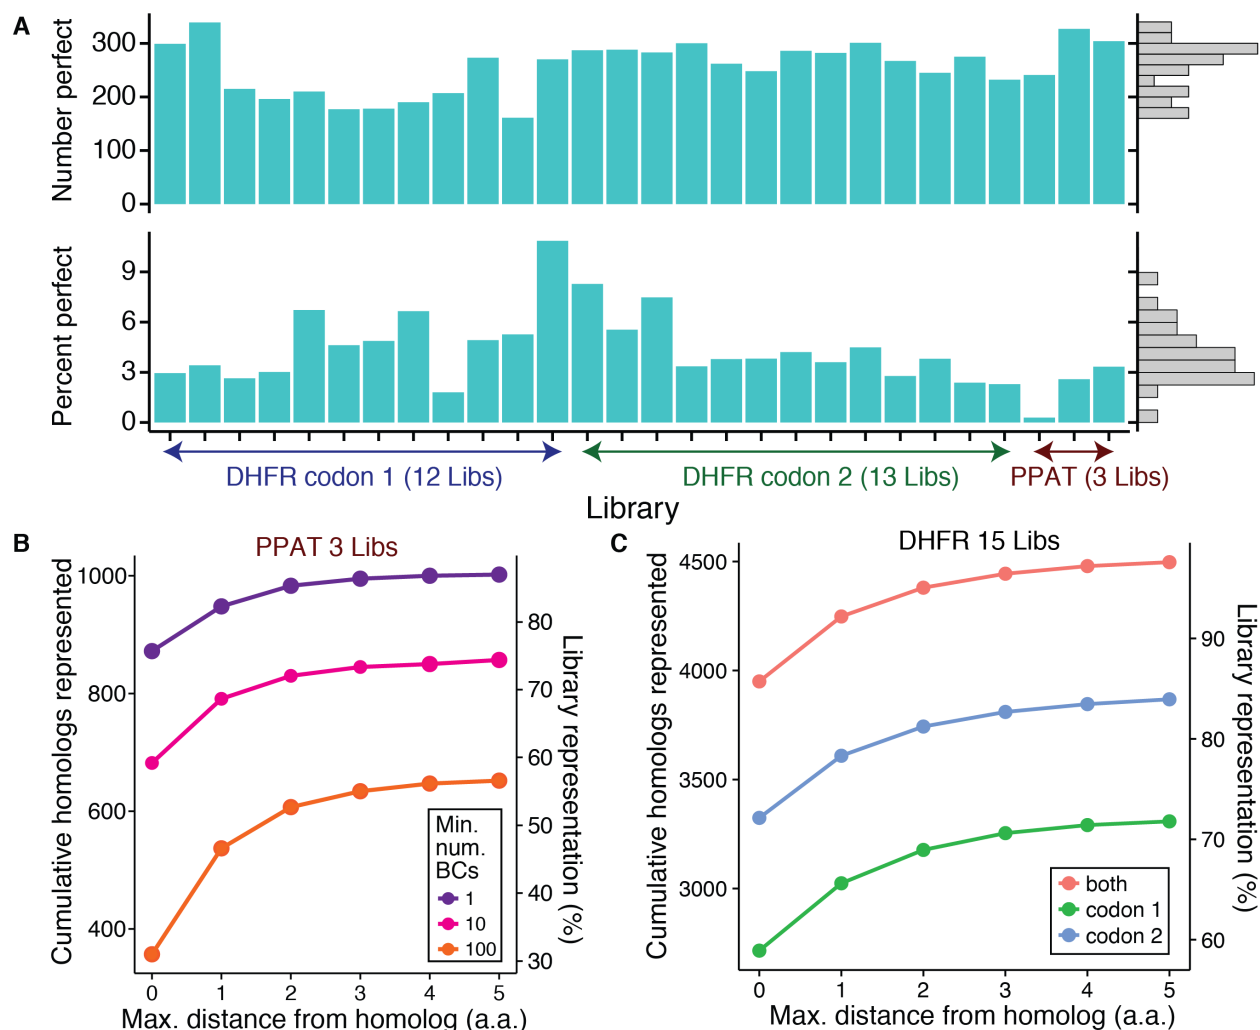 A
Number perfect
300
200
100
0
Percent perfect
9
6
3
0
DHFR codon 1 (12 Libs)
DHFR codon 2 (13 Libs)
PPAT (3 Libs)
Library
B
PPAT 3 Libs
Cumulative homologs represented
1000
800
600
400
80
70
60
50
40
30
Library representation (%)
Min.
num.
BCs
1
10
100
0 1 2 3 4 5
Max. distance from homolog (a.a.)
C
DHFR 15 Libs
Cumulative homologs represented
4500
4000
3500
3000
90
80
70
60
Library representation (%)
both
codon 1
codon 2
0 1 2 3 4 5
Max. distance from homolog (a.a.)